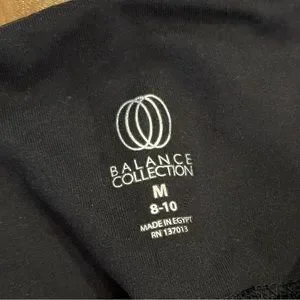 BALANCE
COLLECTION
M
8-10
MADE IN EGYPT
RN 137013